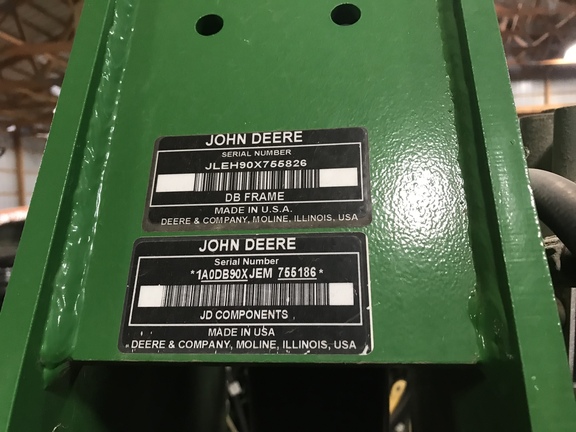 JOHN DEERE
SERIAL NUMBER
JLEH90X755826
DB FRAME
MADE IN U.S.A.
DEERE & COMPANY, MOLINE, ILLINOIS, USA
JOHN DEERE
Serial Number
*1A0DB90XJEM 755186*
JD COMPONENTS
MADE IN USA
DEERE & COMPANY, MOLINE, ILLINOIS, USA